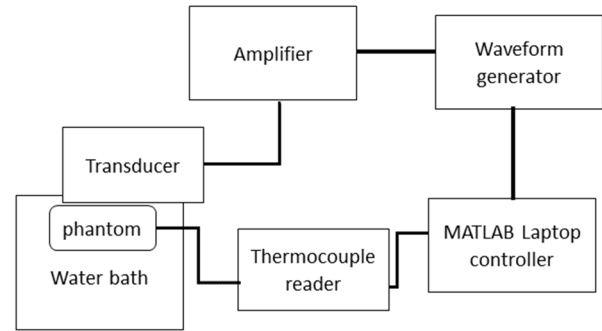 Amplifier
Waveform
generator
Transducer
phantom
Water bath
Thermocouple
reader
MATLAB Laptop
controller